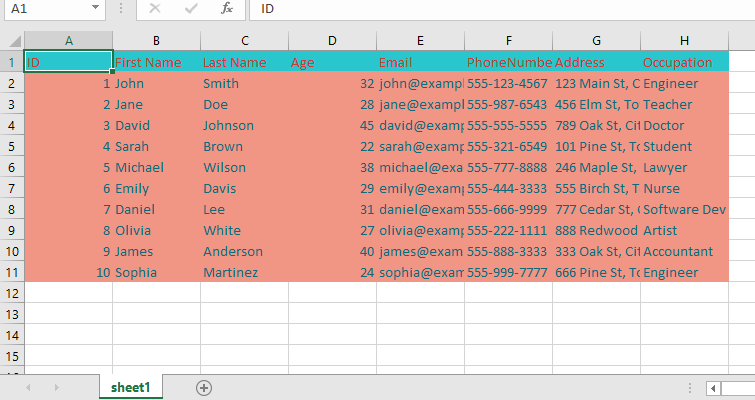 A1 fx ID
A B C D E F G H
1 ID First Name Last Name Age Email PhoneNumbe Address Occupation
2 1 John Smith 32 john@exampl 555-123-4567 123 Main St, C Engineer
3 2 Jane Doe 28 jane@exampl 555-987-6543 456 Elm St, To Teacher
4 3 David Johnson 45 david@examp 555-555-5555 789 Oak St, Cit Doctor
5 4 Sarah Brown 22 sarah@examp 555-321-6549 101 Pine St, To Student
6 5 Michael Wilson 38 michael@exa 555-777-8888 246 Maple St, Lawyer
7 6 Emily Davis 29 emily@examp 555-444-3333 555 Birch St, T Nurse
8 7 Daniel Lee 31 daniel@exam 555-666-9999 777 Cedar St, Software Dev
9 8 Olivia White 27 olivia@examp 555-222-1111 888 Redwood Artist
10 9 James Anderson 40 james@exam 555-888-3333 333 Oak St, Cit Accountant
11 10 Sophia Martinez 24 sophia@exam 555-999-7777 666 Pine St, To Engineer
12
13
14
15
sheet1